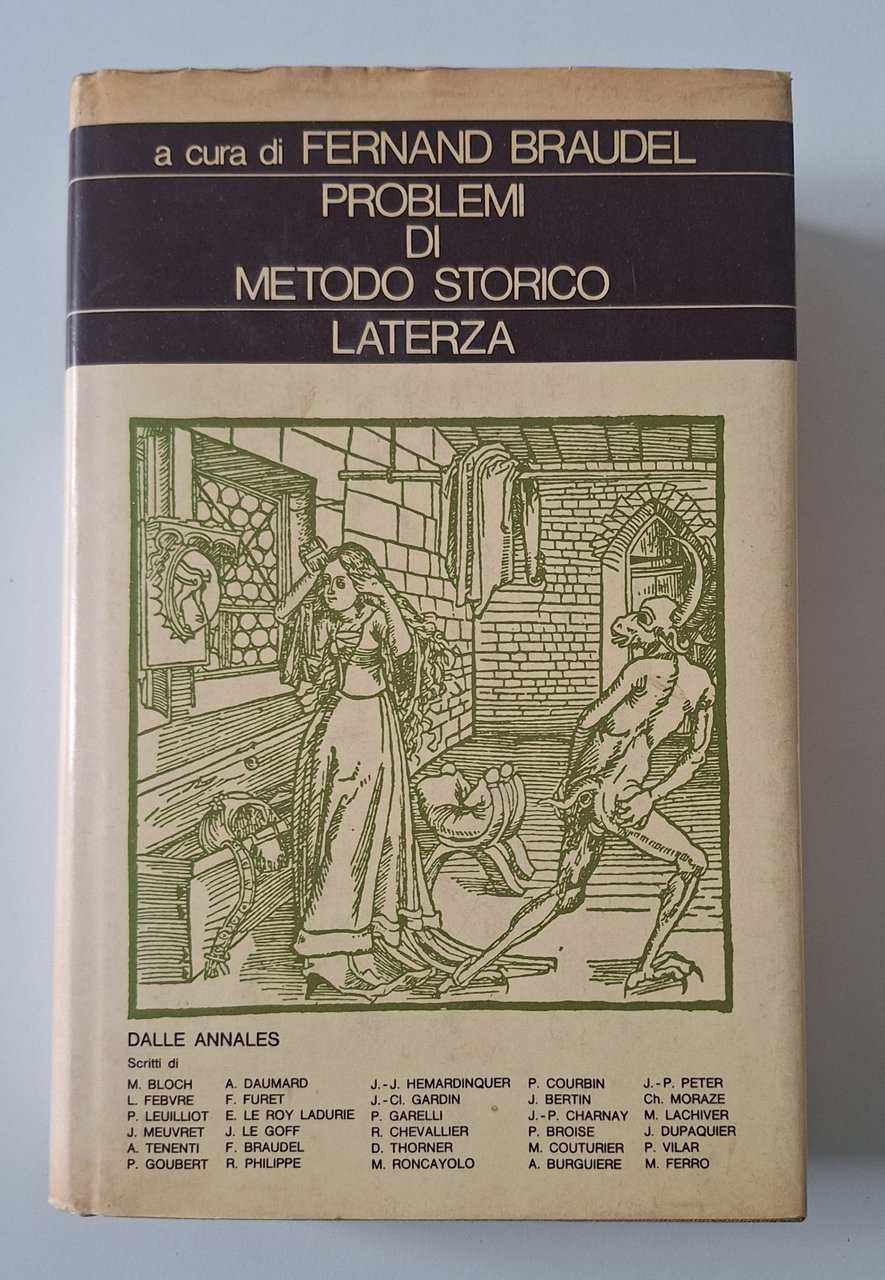 a cura di FERNAND BRAUDEL
PROBLEMI
DI
METODO STORICO
LATERZA
DALLE ANNALES
Scritti di
M. BLOCH A. DAUMARD J.-J. HEMARDINQUER P. COURBIN J.-P. PETER
L. FEBVRE F. FURET J.-Cl. GARDIN J. BERTIN Ch. MORAZE
P. LEUILLIOT E. LE ROY LADURIE P. GARELLI J.-P. CHARNAY M. LACHIVER
J. MEUVRET J. LE GOFF R. CHEVALLIER P. BROISE J. DUPAQUIER
A. TENENTI F. BRAUDEL D. THORNER M. COUTURIER P. VILAR
P. GOUBERT R. PHILIPPE M. RONCAYOLO A. BURGUIERE M. FERRO